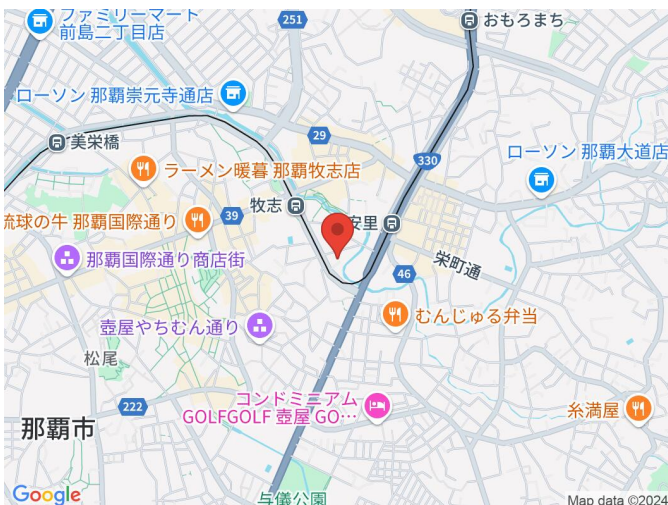 ファミリーマート
前島二丁目店
251
おもろまち
ローソン 那覇崇元寺通店
美栄橋
29
330
ローソン 那覇大道店
ラーメン暖暮 那覇牧志店
牧志
琉球の牛 那覇国際通り
39
安里
那覇国際通り商店街
栄町通
46
壺屋やちむん通り
むんじゅる弁当
松尾
222
コンドミニアム
GOLFGOLF 壺屋 GO…
糸満屋
那覇市
与儀公園
Google
Map data ©2024